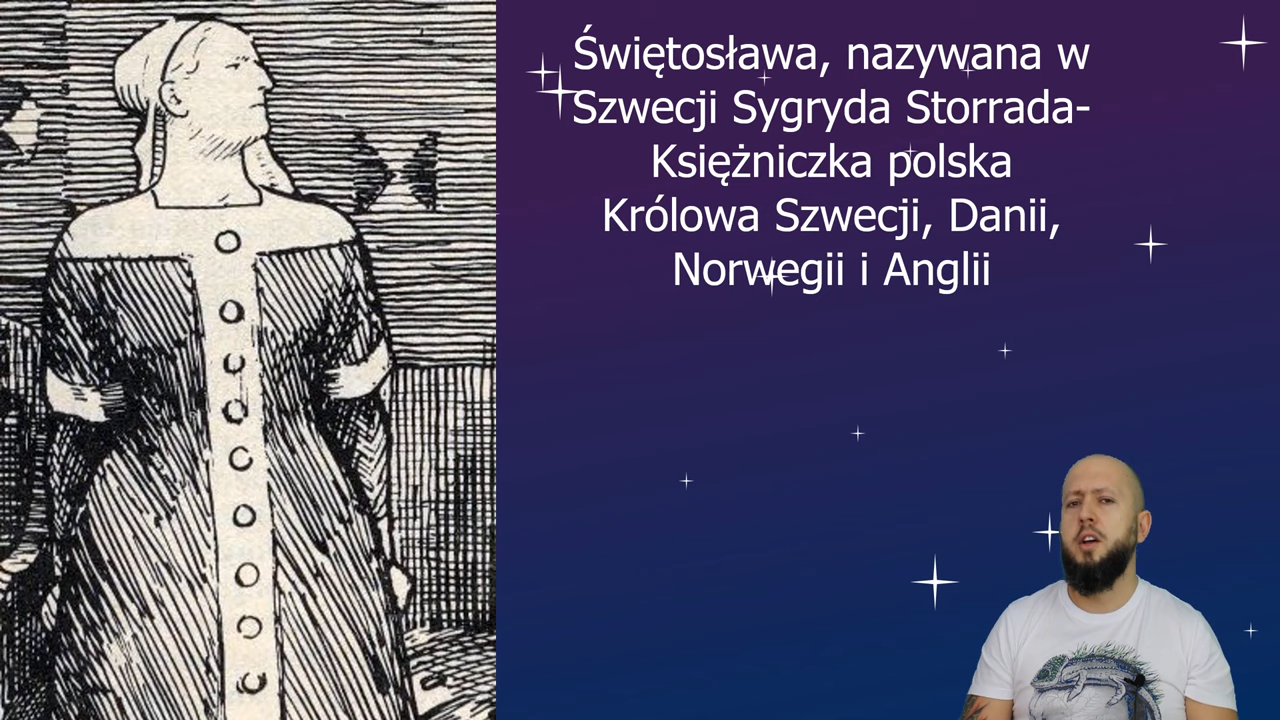 Świętosława, nazywana w
Szwecji Sygryda Storrada-
Księżniczka polska
Królowa Szwecji, Danii,
Norwegii i Anglii